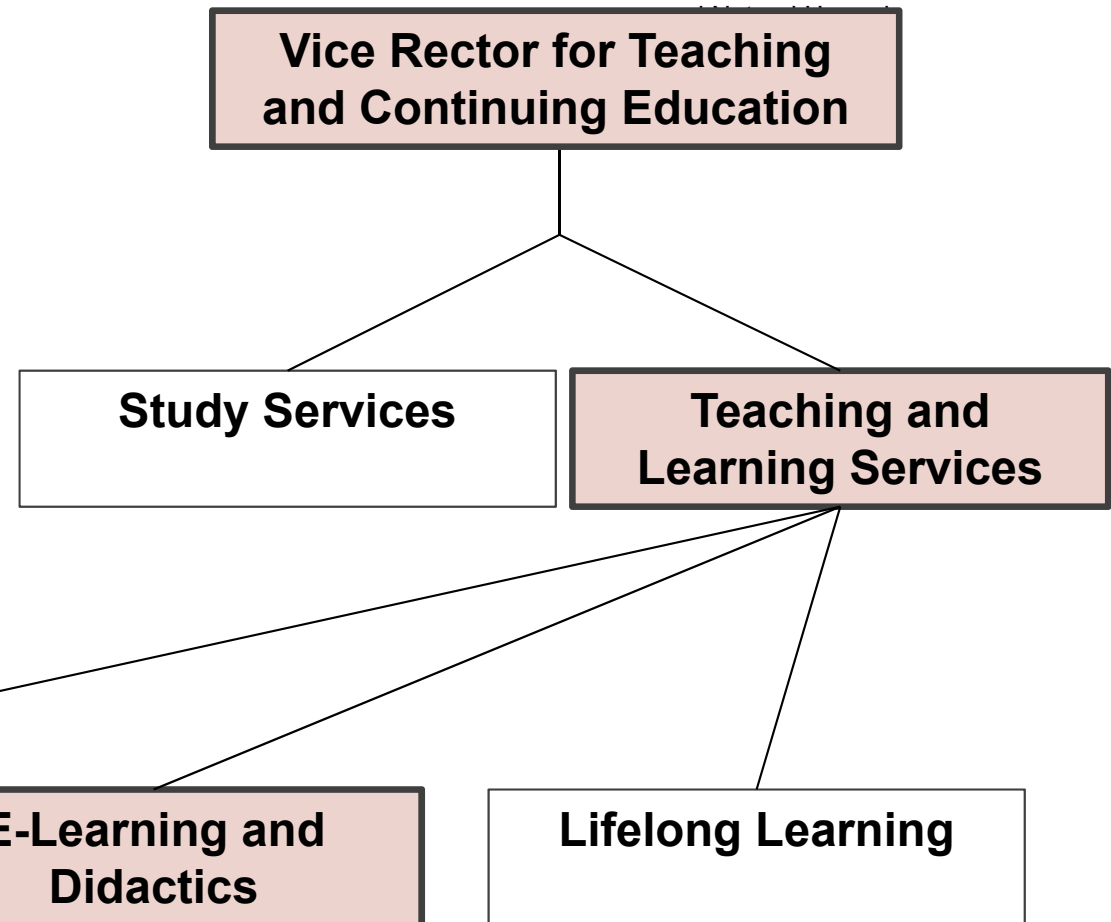 Vice Rector for Teaching
and Continuing Education
Study Services
Teaching and
Learning Services
E-Learning and
Didactics
Lifelong Learning